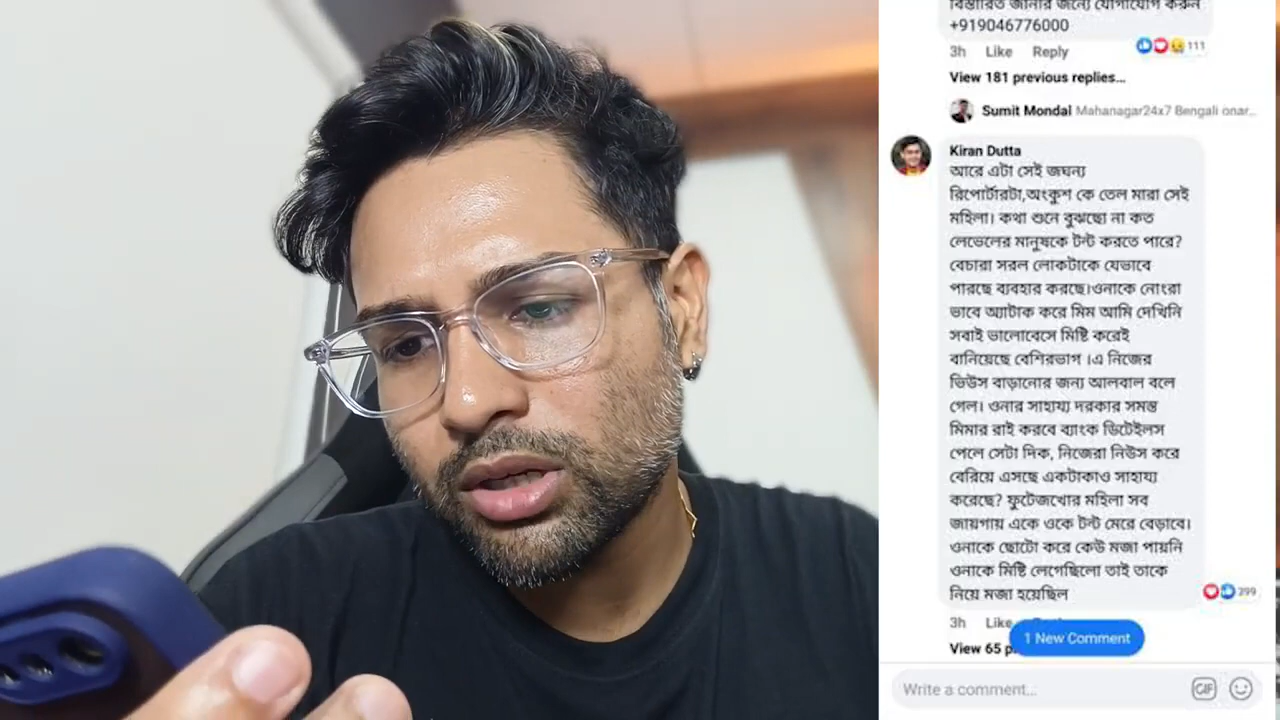 বিস্তারিত জানার জন্যে যোগাযোগ করুন
+919046776000
3h Like Reply 111
View 181 previous replies...
Sumit Mondal Mahanagar24x7 Bengali onar...
Kiran Dutta
আরে এটা সেই জঘন্য
রিপোর্টারটা,অংকুশ কে তেল মারা সেই
মহিলা। কথা শুনে বুঝছো না কত
লেভেলের মানুষকে টন্ট করতে পারে?
বেচারা সরল লোকটাকে যেভাবে
পারছে ব্যবহার করছে।ওনাকে নোংরা
ভাবে অ্যাটাক করে মিম আমি দেখিনি
সবাই ভালোবেসে মিষ্টি করেই
বানিয়েছে বেশিরভাগ ।এ নিজের
ভিউস বাড়ানোর জন্য আলবাল বলে
গেল। ওনার সাহায্য দরকার সমস্ত
মিমার রাই করবে ব্যাংক ডিটেইলস
পেলে সেটা দিক, নিজেরা নিউস করে
বেরিয়ে এসছে একটাকাও সাহায্য
করেছে? ফুটেজখোর মহিলা সব
জায়গায় একে ওকে টন্ট মেরে বেড়াবে।
ওনাকে ছোটো করে কেউ মজা পায়নি
ওনাকে মিষ্টি লেগেছিলো তাই তাকে
নিয়ে মজা হয়েছিল
399
3h Like
1 New Comment
View 65 p
Write a comment...
GIF